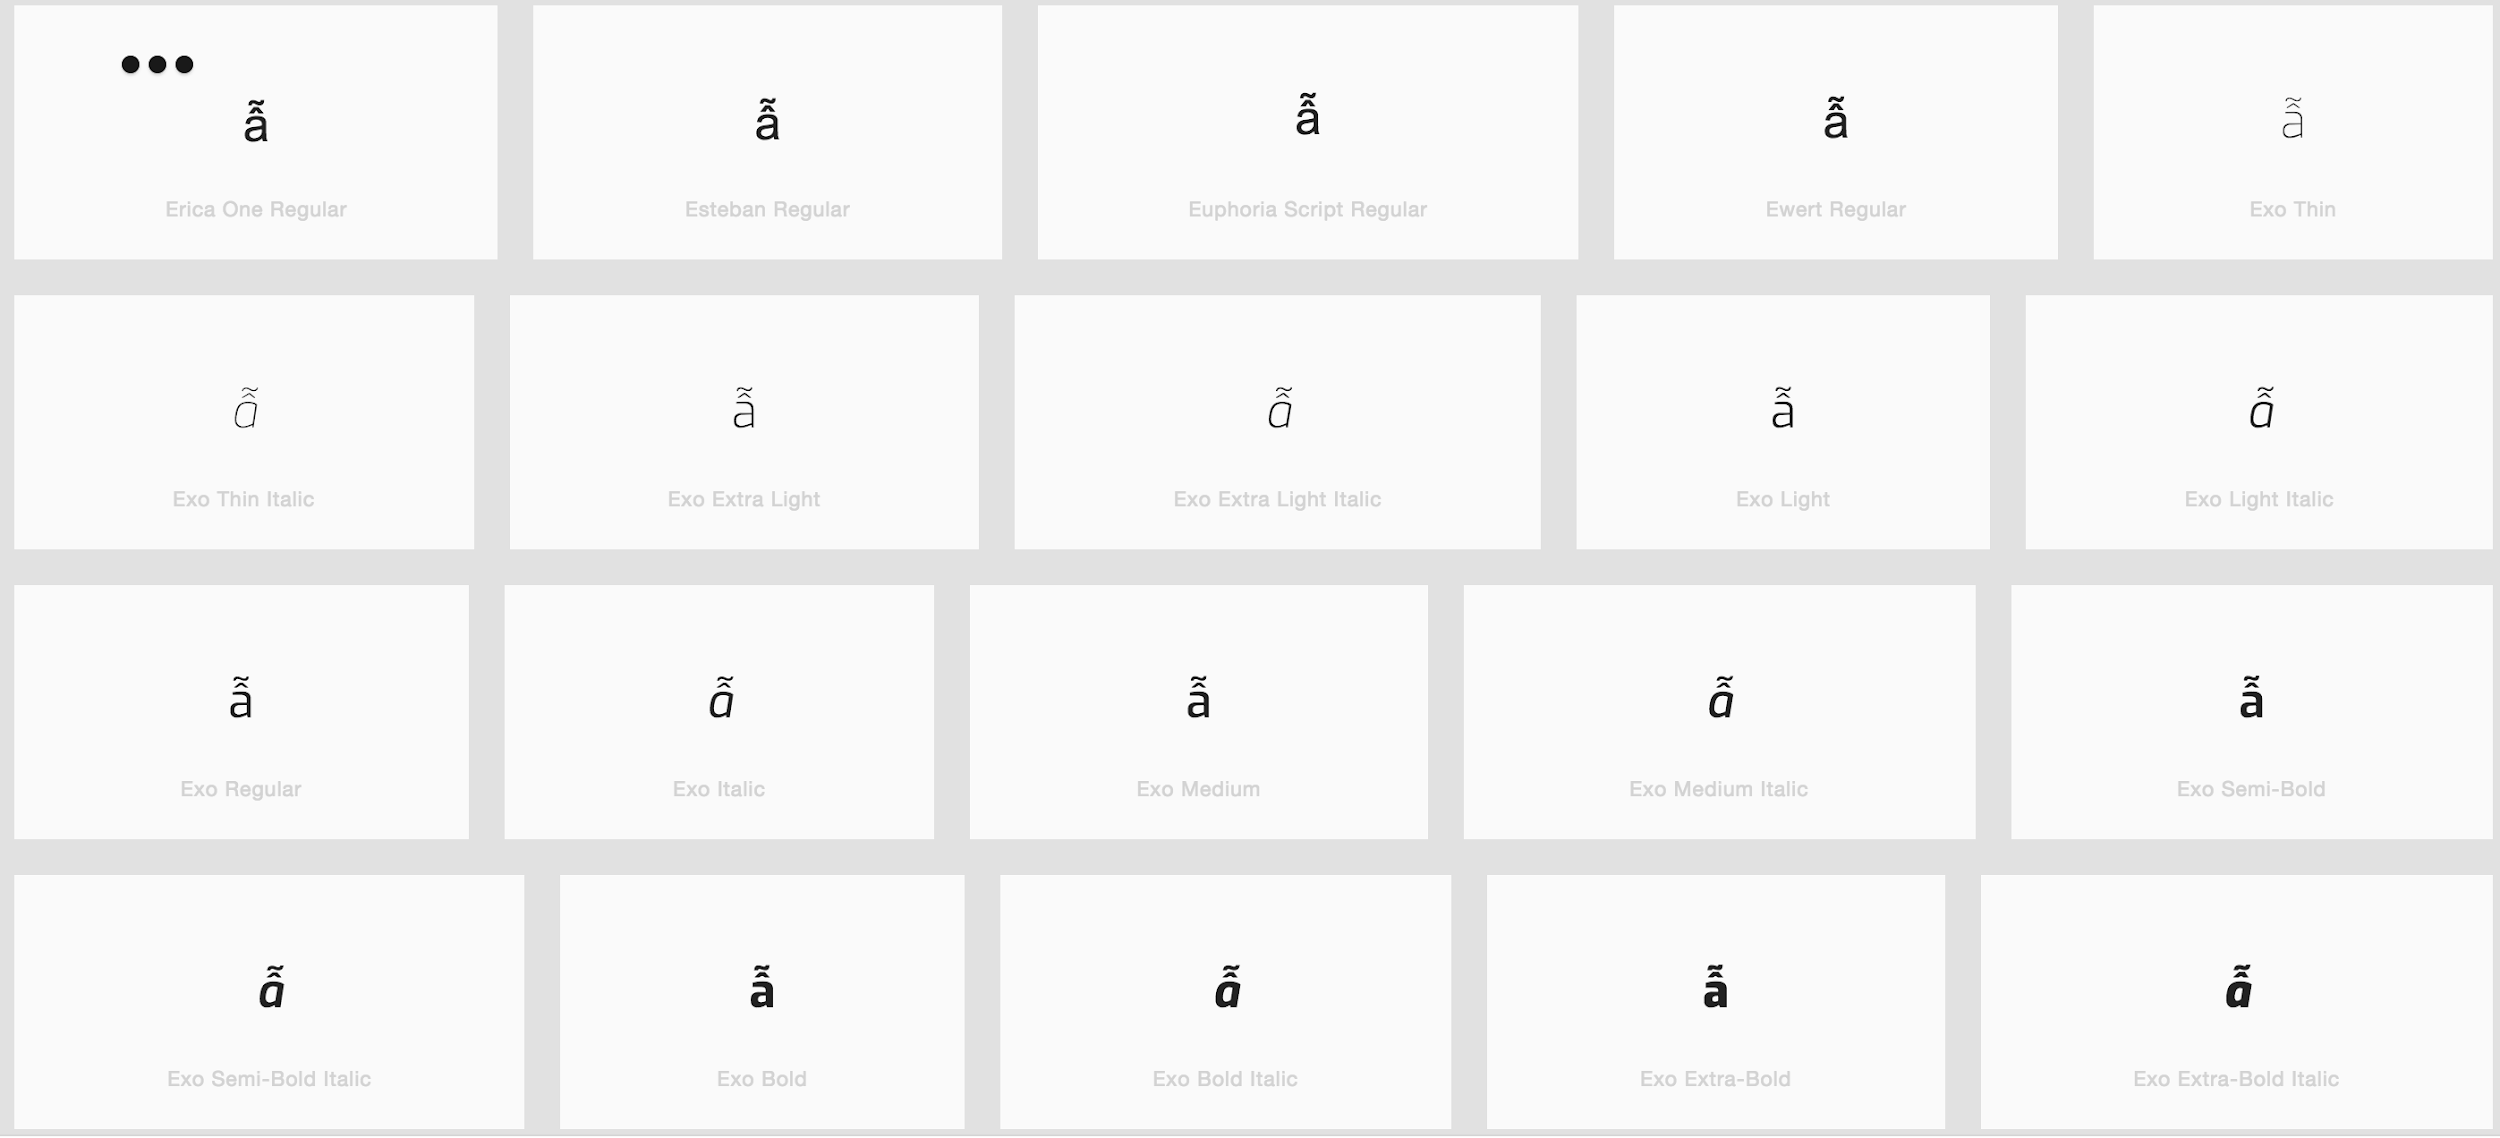 ẫ ẫ ẫ ẫ ẫ
Erica One Regular Esteban Regular Euphoria Script Regular Ewert Regular Exo Thin
ẫ ẫ ẫ ẫ ẫ
Exo Thin Italic Exo Extra Light Exo Extra Light Italic Exo Light Exo Light Italic
ẫ ẫ ẫ ẫ ẫ
Exo Regular Exo Italic Exo Medium Exo Medium Italic Exo Semi-Bold
ẫ ẫ ẫ ẫ ẫ
Exo Semi-Bold Italic Exo Bold Exo Bold Italic Exo Extra-Bold Exo Extra-Bold Italic